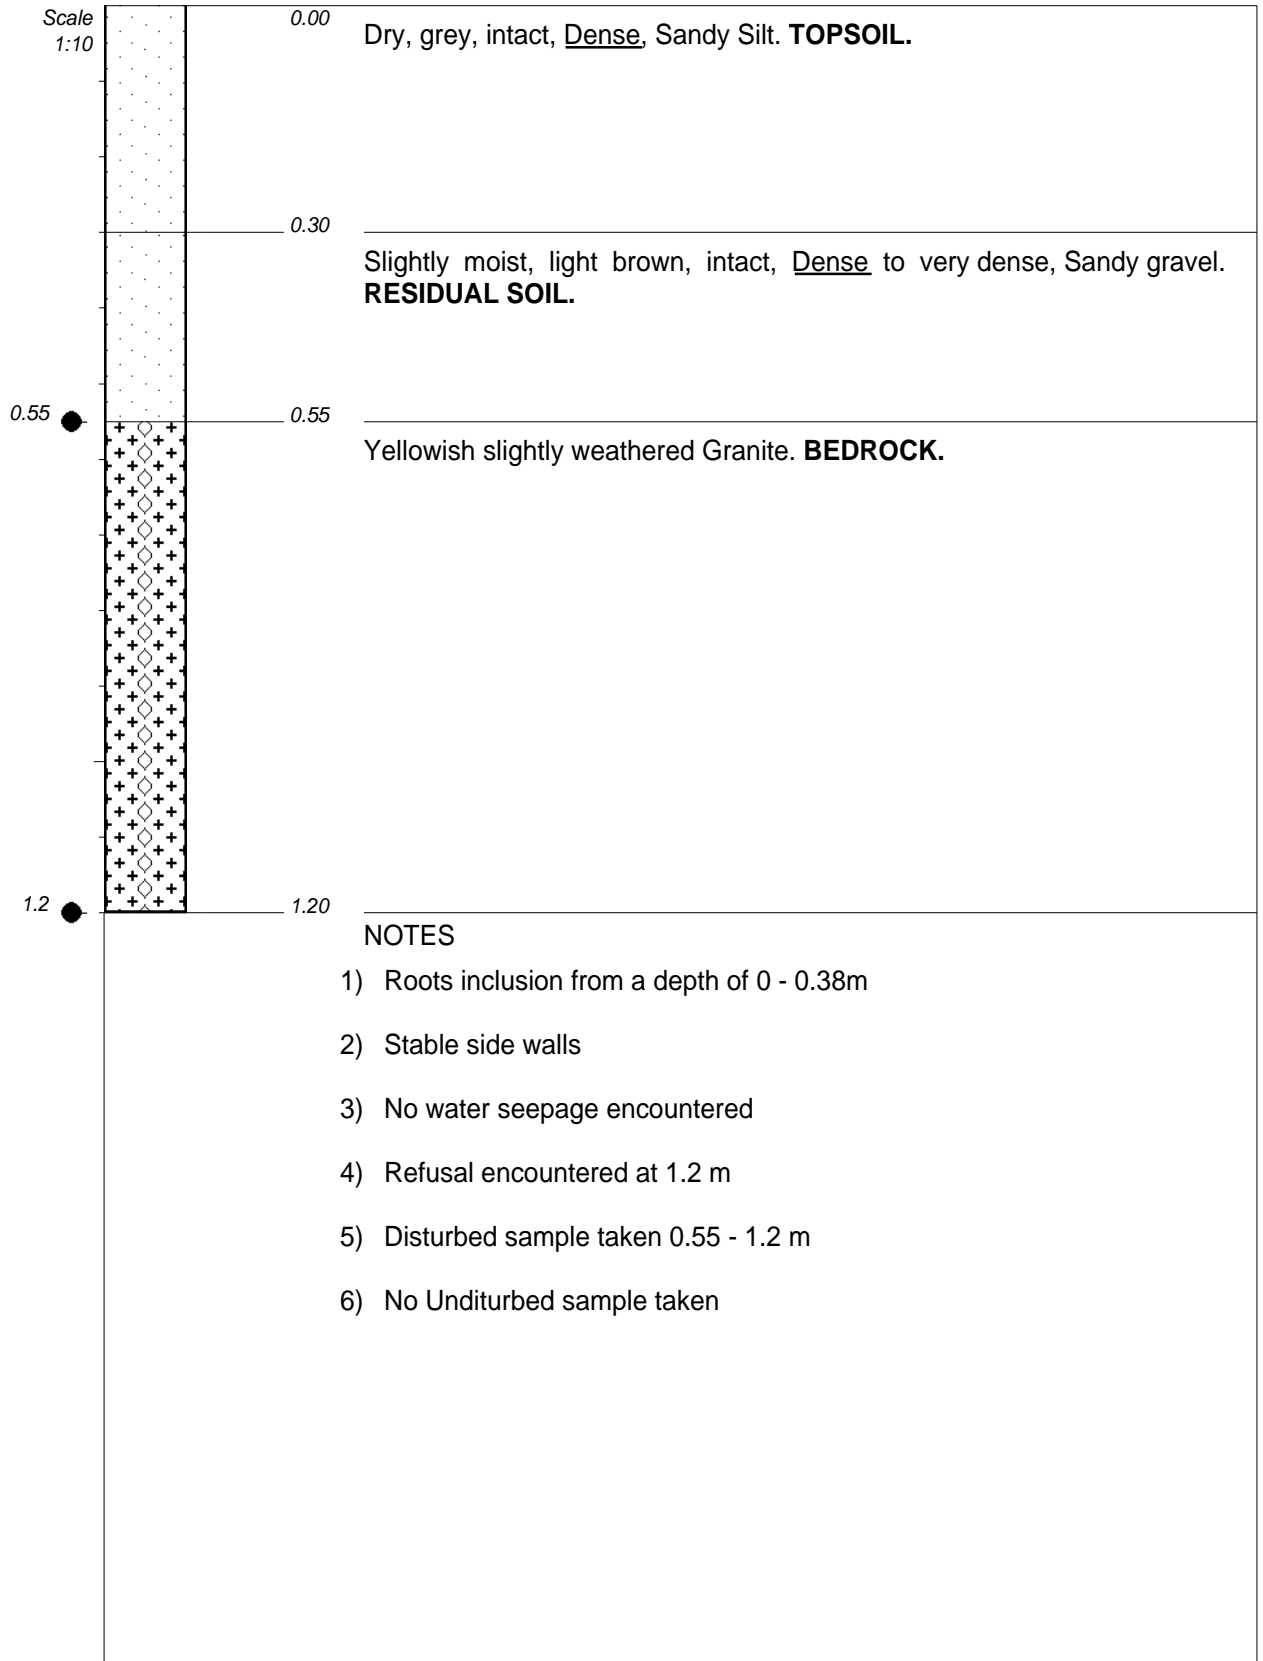 Scale
1:10
0.00
Dry, grey, intact, Dense, Sandy Silt. TOPSOIL.
0.30
Slightly moist, light brown, intact, Dense to very dense, Sandy gravel.
RESIDUAL SOIL.
0.55
0.55
Yellowish slightly weathered Granite. BEDROCK.
1.2
1.20
NOTES
1) Roots inclusion from a depth of 0 - 0.38m
2) Stable side walls
3) No water seepage encountered
4) Refusal encountered at 1.2 m
5) Disturbed sample taken 0.55 - 1.2 m
6) No Unditurbed sample taken